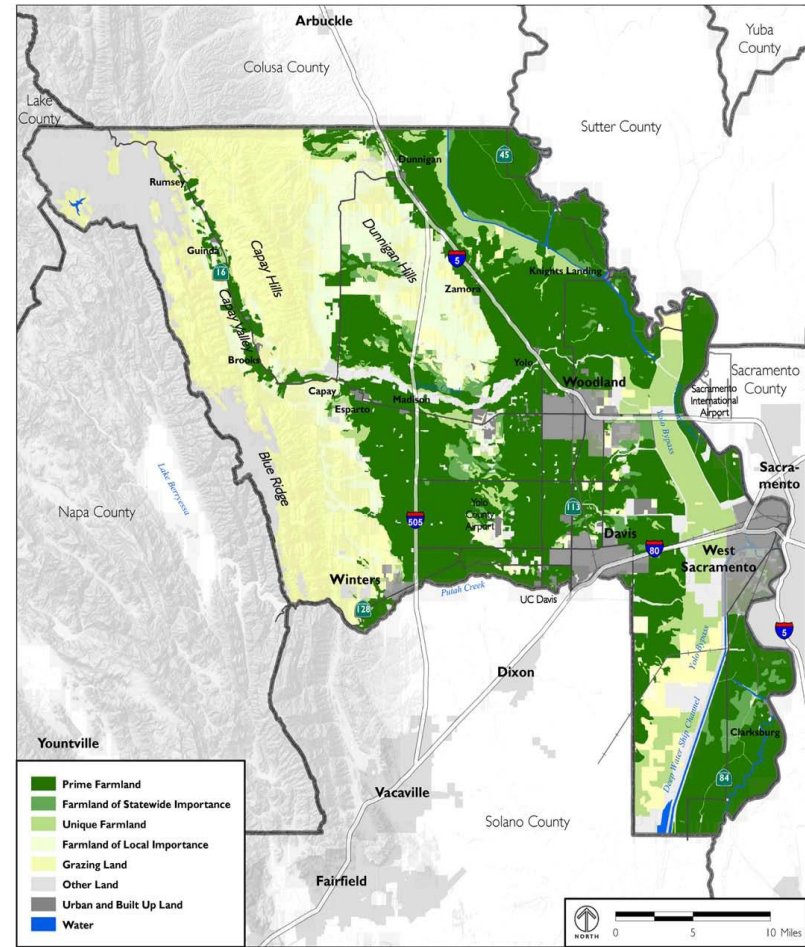 Arbuckle
Colusa County
Yuba
County
Lake
County
Sutter County
Dunnigan
45
Rumsey
Capay Hills
Dunnigan Hills
Guinda
5
Knights Landing
16
Zamora
Capay Valley
Brooks
Yolo
Capay
Woodland
Sacramento
County
Madison
Sacramento
International
Airport
Esparto
Yolo Bypass
Blue Ridge
Lake Berryessa
Sacra-
mento
Napa County
505
Yolo
County
Airport
113
Davis
80
West
Sacramento
Winters
128
Putah Creek
UC Davis
5
Yolo Bypass
Dixon
Deep Water Ship Channel
Clarksburg
Yountville
84
Vacaville
Solano County
Fairfield
Prime Farmland
Farmland of Statewide Importance
Unique Farmland
Farmland of Local Importance
Grazing Land
Other Land
Urban and Built Up Land
Water
NORTH
0 5 10 Miles